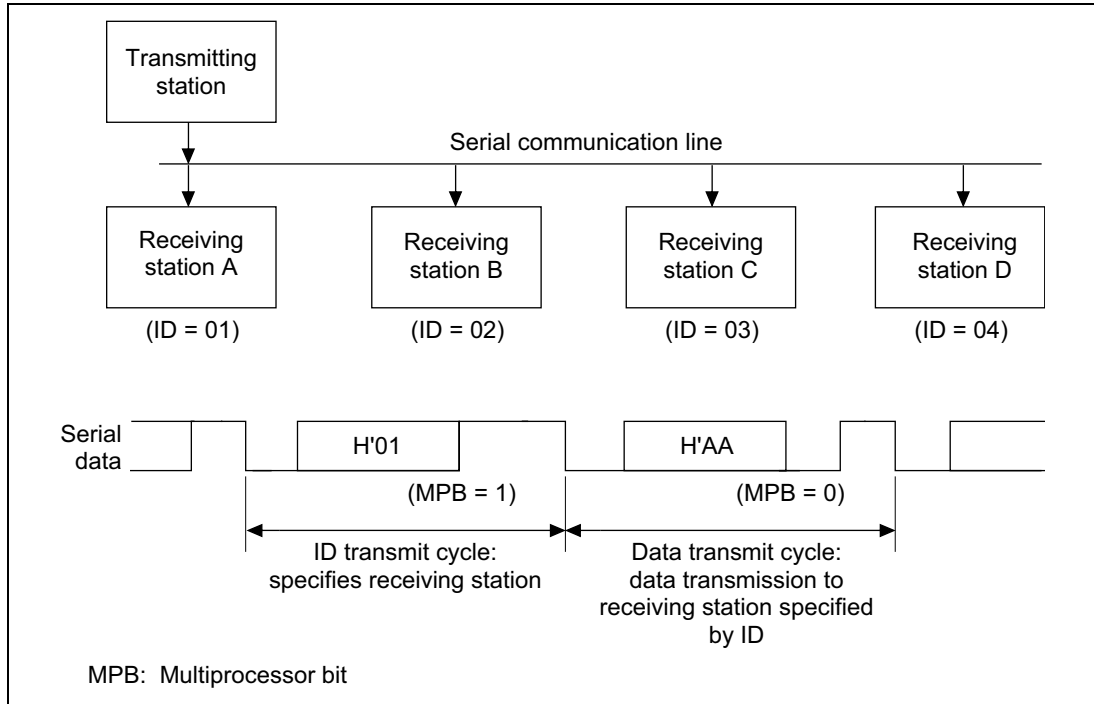 Transmitting
station
Serial communication line
Receiving
station A
Receiving
station B
Receiving
station C
Receiving
station D
(ID = 01)
(ID = 02)
(ID = 03)
(ID = 04)
Serial
data
H'01
H'AA
(MPB = 1)
(MPB = 0)
ID transmit cycle:
specifies receiving station
Data transmit cycle:
data transmission to
receiving station specified
by ID
MPB: Multiprocessor bit